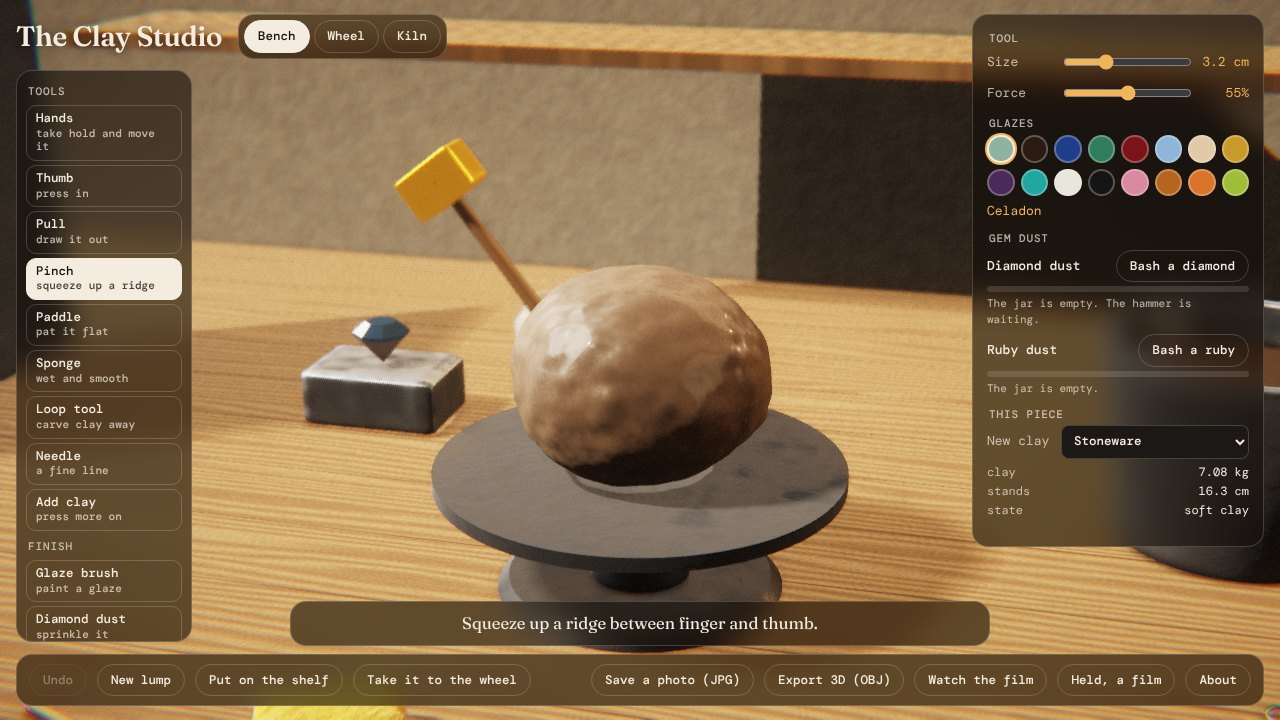 The Clay Studio
Bench
Wheel
Kiln
TOOLS
Hands
take hold and move
it
Thumb
press in
Pull
draw it out
Pinch
squeeze up a ridge
Paddle
pat it flat
Sponge
wet and smooth
Loop tool
carve clay away
Needle
a fine line
Add clay
press more on
FINISH
Glaze brush
paint a glaze
Diamond dust
sprinkle it
TOOL
Size 3.2 cm
Force 55%
GLAZES
Celadon
GEM DUST
Diamond dust Bash a diamond
The jar is empty. The hammer is
waiting.
Ruby dust Bash a ruby
The jar is empty.
THIS PIECE
New clay Stoneware
clay 7.08 kg
stands 16.3 cm
state soft clay
Squeeze up a ridge between finger and thumb.
Undo
New lump
Put on the shelf
Take it to the wheel
Save a photo (JPG)
Export 3D (OBJ)
Watch the film
Held, a film
About